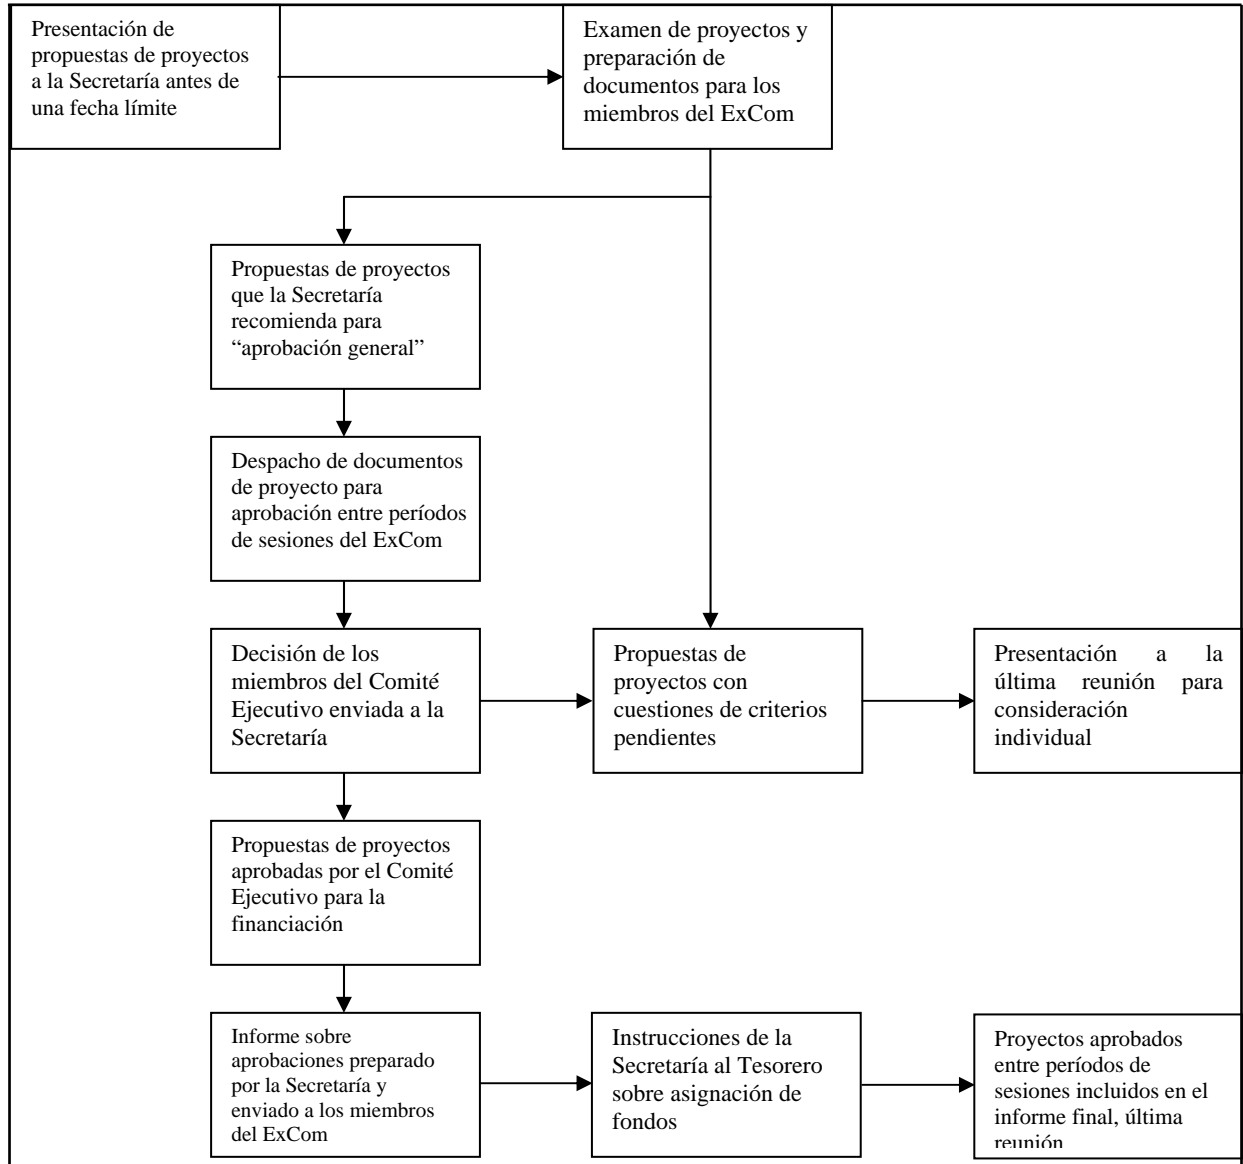 Presentación de
propuestas de proyectos
a la Secretaría antes de
una fecha límite
Examen de proyectos y
preparación de
documentos para los
miembros del ExCom
Propuestas de proyectos
que la Secretaría
recomienda para
“aprobación general”
Despacho de documentos
de proyecto para
aprobación entre períodos
de sesiones del ExCom
Decisión de los
miembros del Comité
Ejecutivo enviada a la
Secretaría
Propuestas de
proyectos con
cuestiones de criterios
pendientes
Presentación a la
última reunión para
consideración
individual
Propuestas de proyectos
aprobadas por el Comité
Ejecutivo para la
financiación
Informe sobre
aprobaciones preparado
por la Secretaría y
enviado a los miembros
del ExCom
Instrucciones de la
Secretaría al Tesorero
sobre asignación de
fondos
Proyectos aprobados
entre períodos de
sesiones incluidos en el
informe final, última
reunión